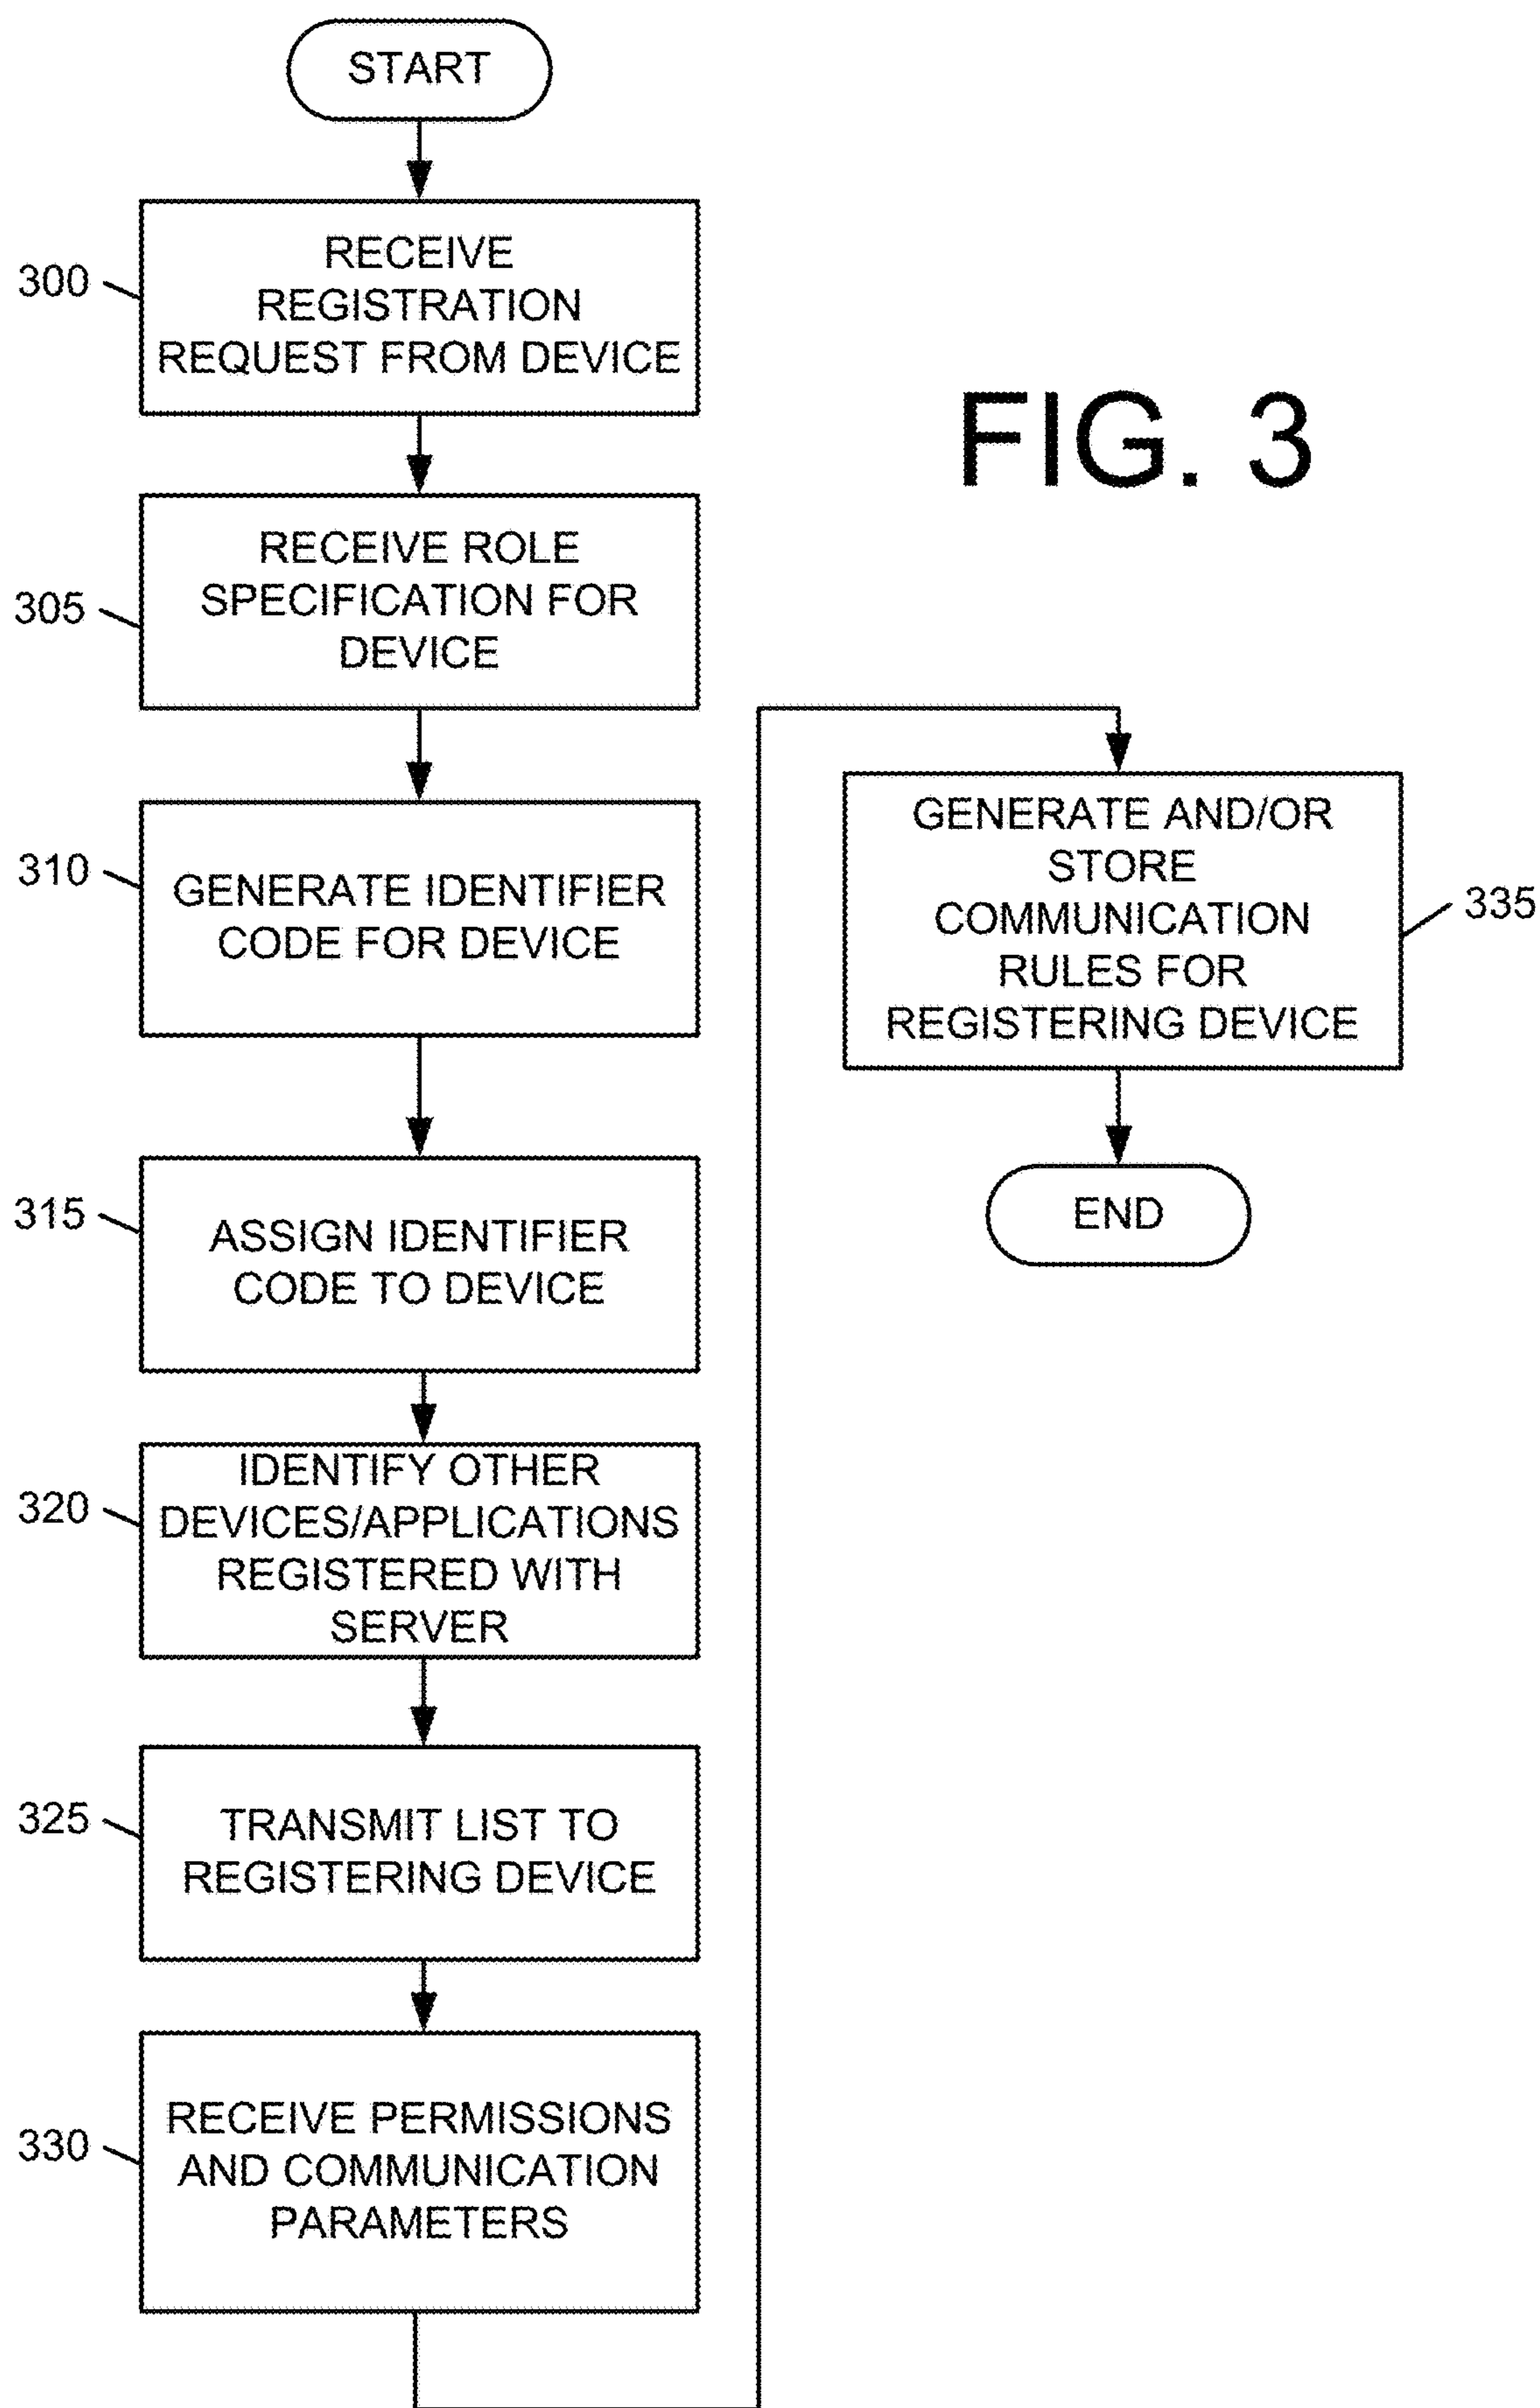 START
300
RECEIVE
REGISTRATION
REQUEST FROM DEVICE
FIG. 3
305
RECEIVE ROLE
SPECIFICATION FOR
DEVICE
310
GENERATE IDENTIFIER
CODE FOR DEVICE
315
ASSIGN IDENTIFIER
CODE TO DEVICE
320
IDENTIFY OTHER
DEVICES/APPLICATIONS
REGISTERED WITH
SERVER
325
TRANSMIT LIST TO
REGISTERING DEVICE
330
RECEIVE PERMISSIONS
AND COMMUNICATION
PARAMETERS
GENERATE AND/OR
STORE
COMMUNICATION
RULES FOR
REGISTERING DEVICE
335
END